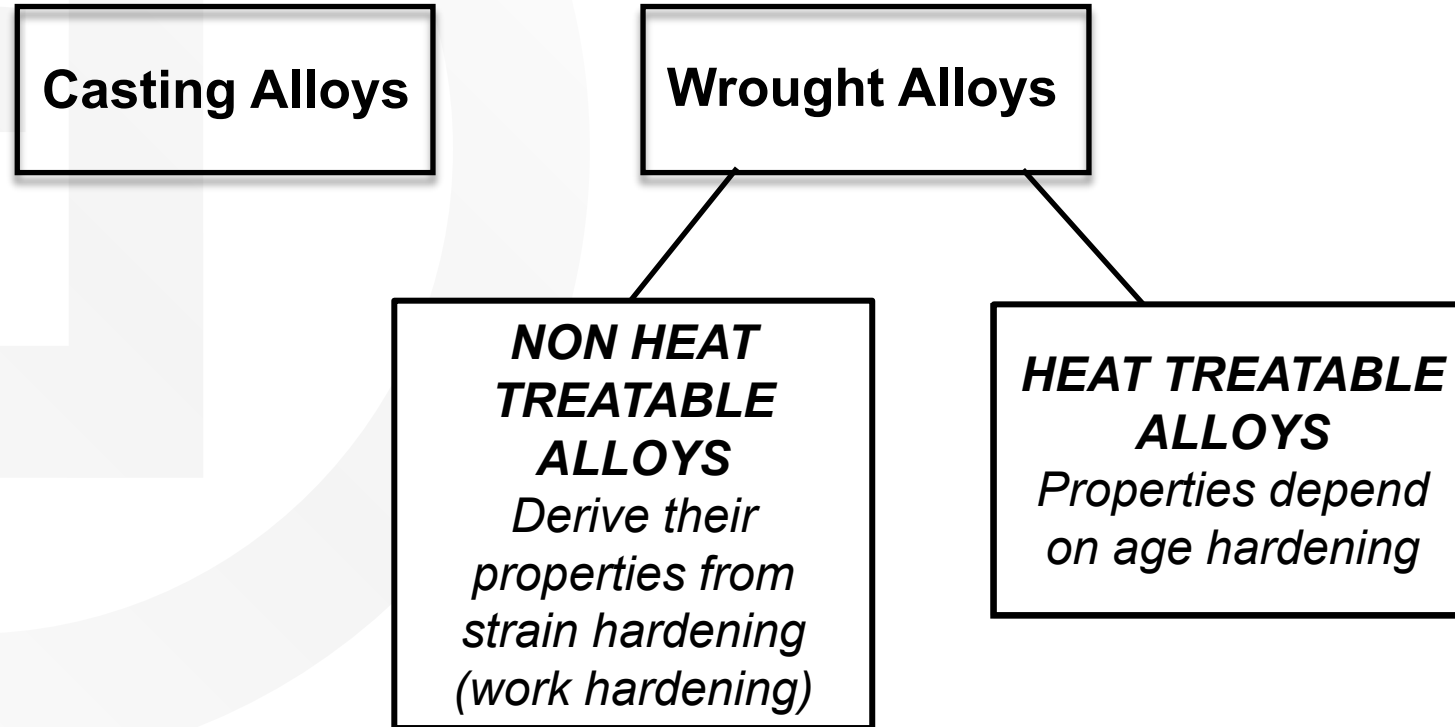 Casting Alloys
Wrought Alloys
NON HEAT
TREATABLE
ALLOYS
Derive their
properties from
strain hardening
(work hardening)
HEAT TREATABLE
ALLOYS
Properties depend
on age hardening